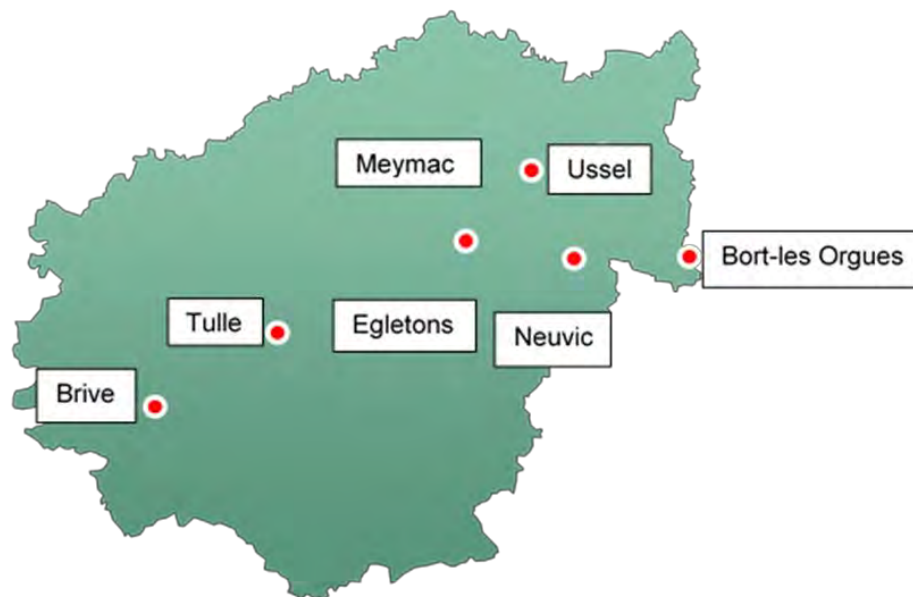 Meymac
Ussel
Bort-les Orgues
Tulle
Egletons
Neuvic
Brive